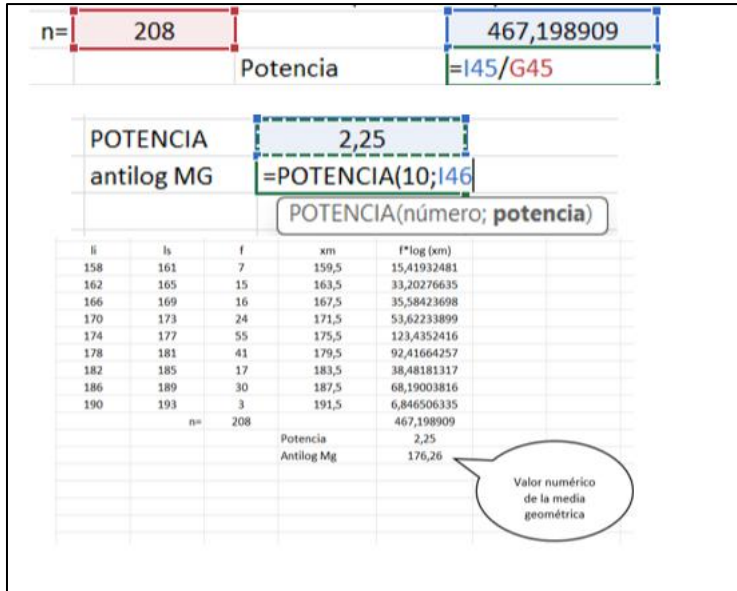 n= 208 467,198909
Potencia =I45/G45
POTENCIA 2,25
antilog MG =POTENCIA(10;I46
POTENCIA(número; potencia)
li ls f xm f*log (xm)
158 161 7 159,5 15,41932481
162 165 15 163,5 33,20276635
166 169 16 167,5 35,58423698
170 173 24 171,5 53,62233899
174 177 55 175,5 123,4352416
178 181 41 179,5 92,41664257
182 185 17 183,5 38,48181317
186 189 30 187,5 68,19003816
190 193 3 191,5 6,846506335
n= 208 467,198909
Potencia 2,25
Antilog Mg 176,26
Valor numérico
de la media
geométrica